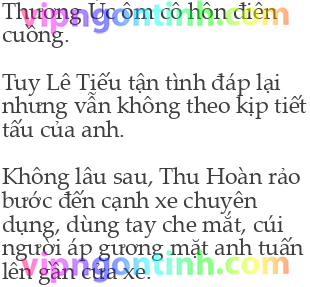 Thượng Úc ôm cô hôn điên
cuồng.
Tuy Lê Tiếu tận tình đáp lại
nhưng vẫn không theo kịp tiết
tấu của anh.
Không lâu sau, Thu Hoàn rảo
bước đến cạnh xe chuyên
dụng, dùng tay che mắt, cúi
người áp gương mặt anh tuấn
lên gần cửa xe.
vipngontinh.com
vipngontinh.com